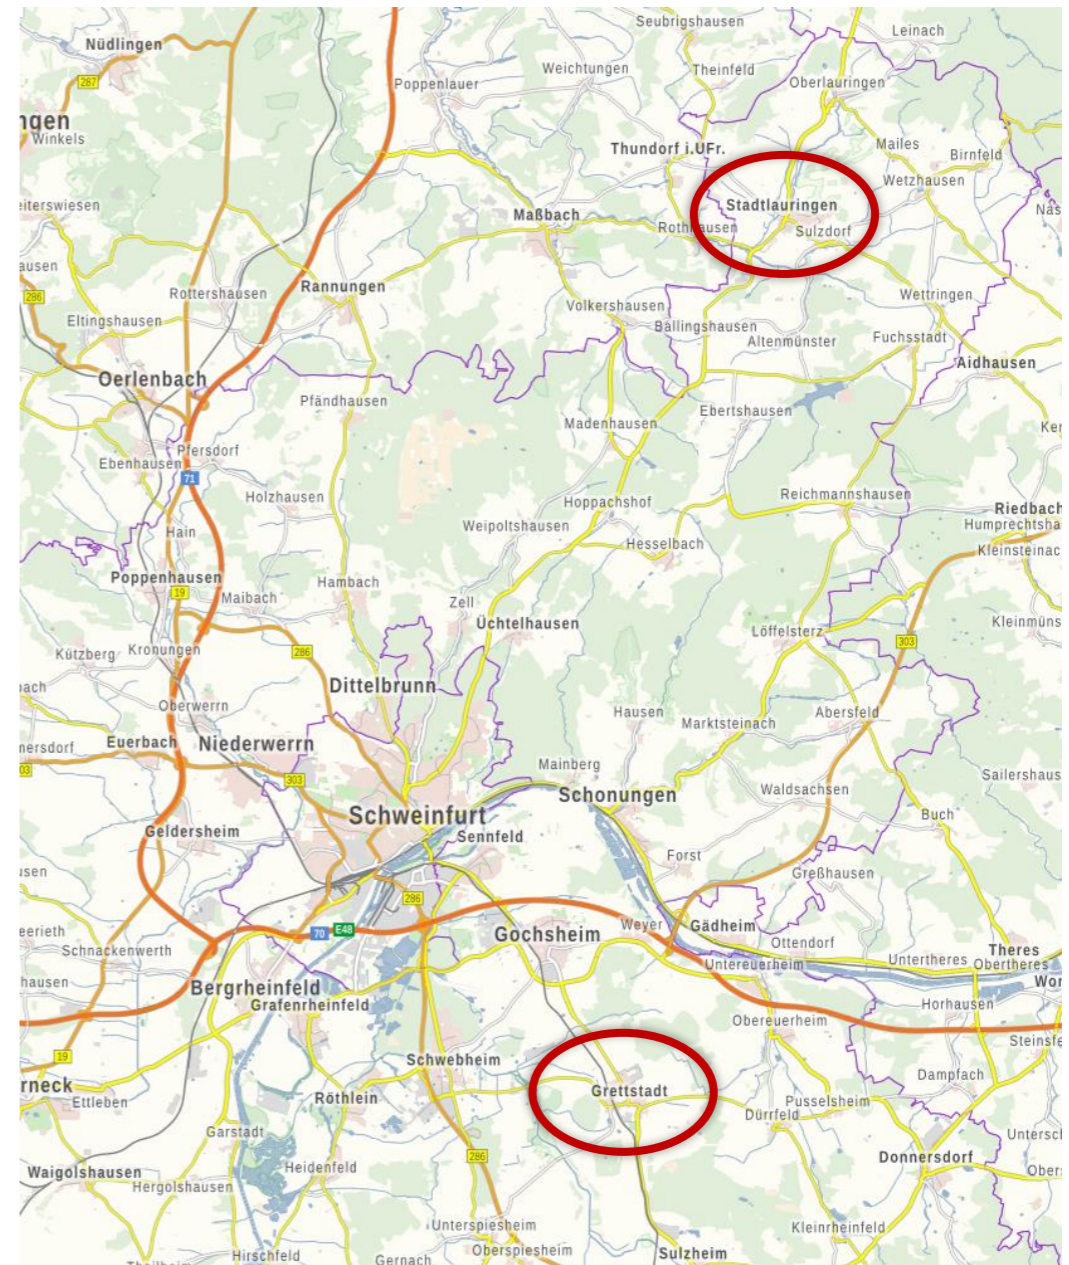 Seubrigshausen
Leinach
Nüdlingen
Weichtungen
Theinfeld
287
Poppenlauer
Oberlauringen
ngen
Winkels
Mailes
Thundorf i.UFr.
Birnfeld
Wetzhausen
eiterswiesen
Stadtlauringen
Maßbach
Rothhausen
Sulzdorf
ausen
Rannungen
286
Rottershausen
Wettringen
Volkershausen
Eltingshausen
Ballingshausen
Fuchsstadt
Altenmünster
Aidhausen
Oerlenbach
Pfändhausen
Ebertshausen
Madenhausen
Pfersdorf
Ebenhausen
71
Holzhausen
Reichmannshausen
Hoppachshof
Riedbach
Weipoltshausen
Humprechtsha
Hain
Hesselbach
Kleinsteinac
Poppenhausen
Hambach
19
Maibach
Zell
Üchtelhausen
Kleinmüns
Löffelsterz
303
Kützberg
Kronungen
286
Dittelbrunn
Oberwerrn
Hausen
Abersfeld
Marktsteinach
Euerbach
Niederwerrn
mersdorf
Mainberg
303
Sailershaus
Schonungen
Waldsachsen
Schweinfurt
Buch
Geldersheim
Sennfeld
Forst
Greßhausen
286
Weyer
Gädheim
70
E48
Gochsheim
Ottendorf
Schnackenwerth
Theres
Untertheres
Obertheres
Untereuerheim
Bergrheinfeld
Grafenrheinfeld
Horhausen
Obereuerheim
19
Schwebheim
Dampfach
rneck
Grettstadt
Ettleben
Röthlein
Pusselsheim
Dürrfeld
Garstadt
286
Donnersdorf
Waigolshausen
Heidenfeld
Hergolshausen
Unterspiesheim
Kleinrheinfeld
Hirschfeld
Oberspiesheim
Sulzheim
Gernach